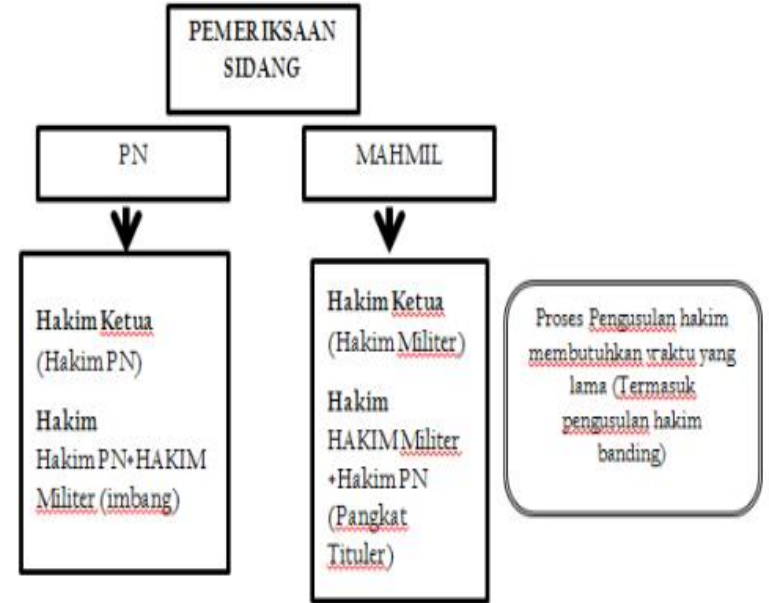 PEMERIKSAAN
SIDANG
PN
MAHMIL
Hakim Ketua
(Hakim PN)
Hakim
Hakim PN+HAKIM
Militer (imbang)
Hakim Ketua
(Hakim Militer)
Hakim
HAKIM Militer
+Hakim PN
(Pangkat
Tituler)
Proses Pengusulan hakim
membutuhkan waktu yang
lama (Termasuk
pengusulan hakim
banding)